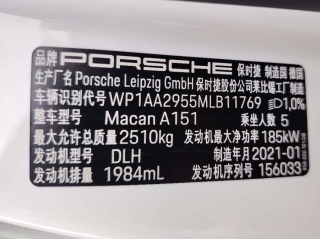 品牌 PORSCHE 保时捷 制造国 德国
生产厂名 Porsche Leipzig GmbH 保时捷股份公司莱比锡工厂制造
车辆识别代号 WP1AA2955MLB11769 1,0%
整车型号 Macan A151 乘坐人数 5
最大允许总质量 2510kg 发动机最大净功率 185kW
发动机型号 DLH 制造年月 2021-01
发动机排量 1984mL 发动机序列号 156033